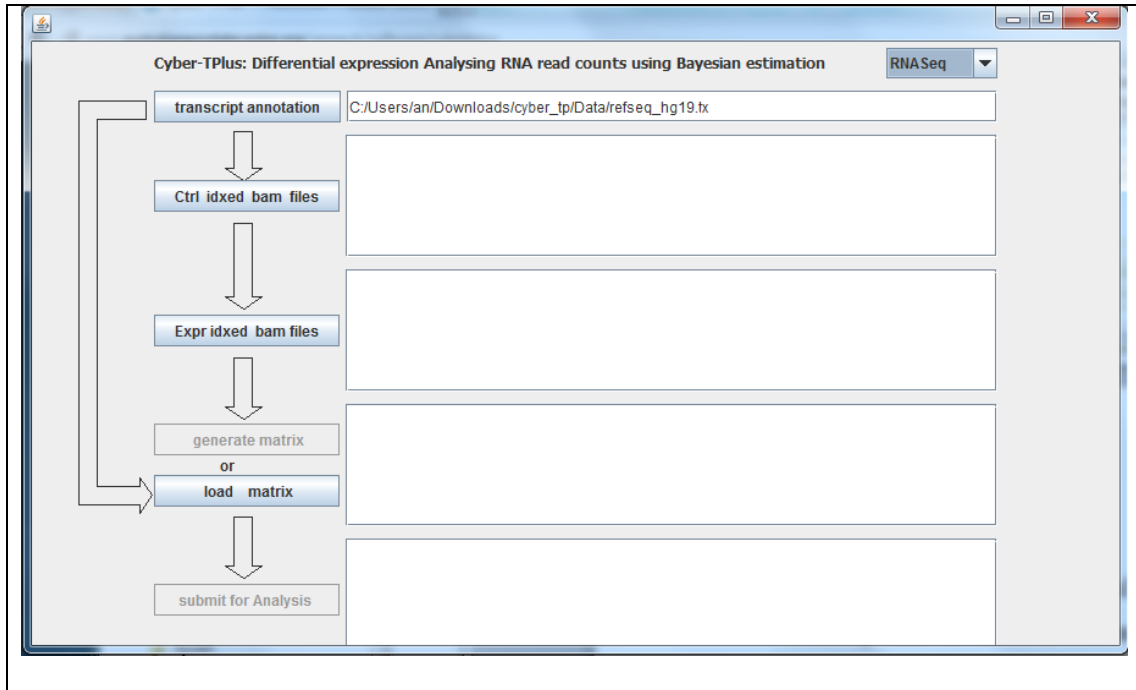 Cyber-TPlus: Differential expression Analysing RNA read counts using Bayesian estimation RNASeq
transcript annotation C:/Users/an/Downloads/cyber_tp/Data/refseq_hg19.fx
Ctrl idxed bam files
Expr idxed bam files
generate matrix
or
load matrix
submit for Analysis